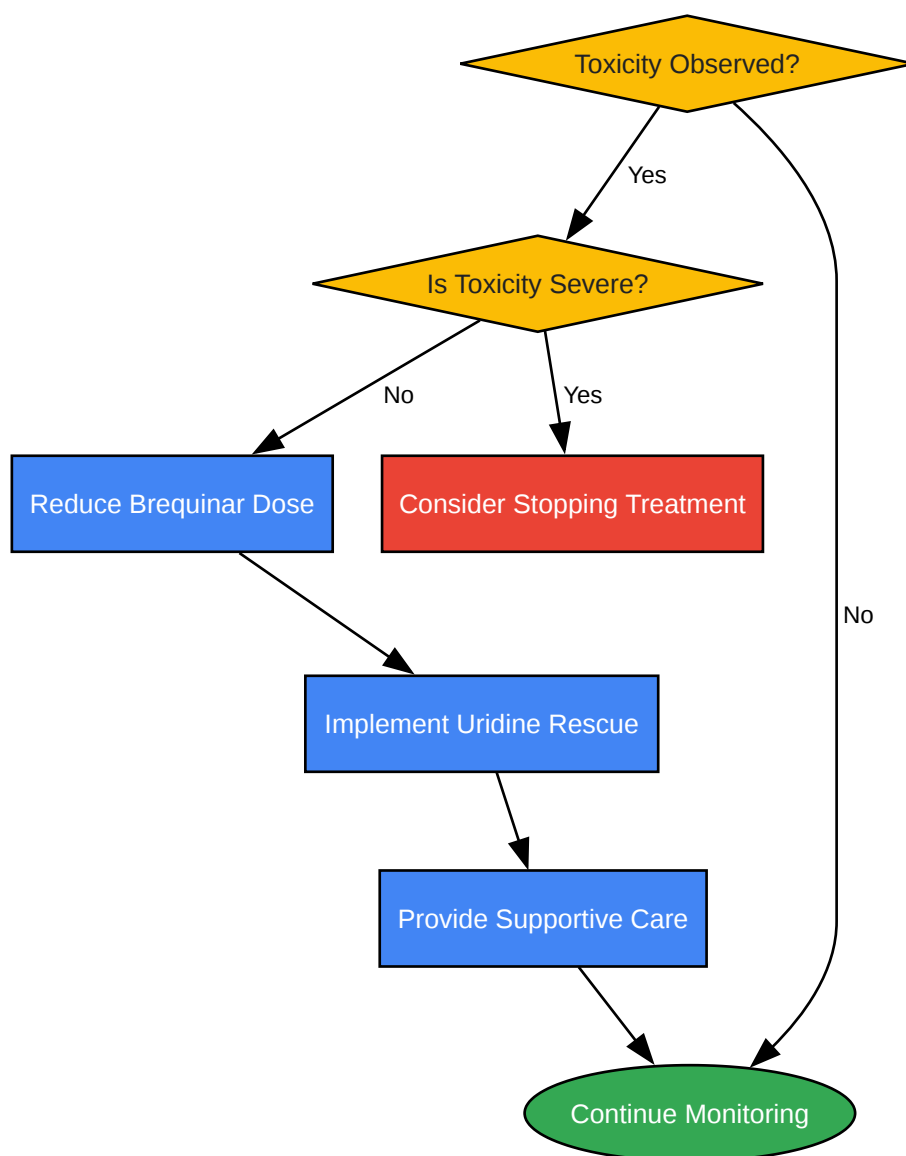 Toxicity Observed?
Yes
Is Toxicity Severe?
No
Yes
Reduce Brequinar Dose
Consider Stopping Treatment
No
Implement Uridine Rescue
Provide Supportive Care
Continue Monitoring